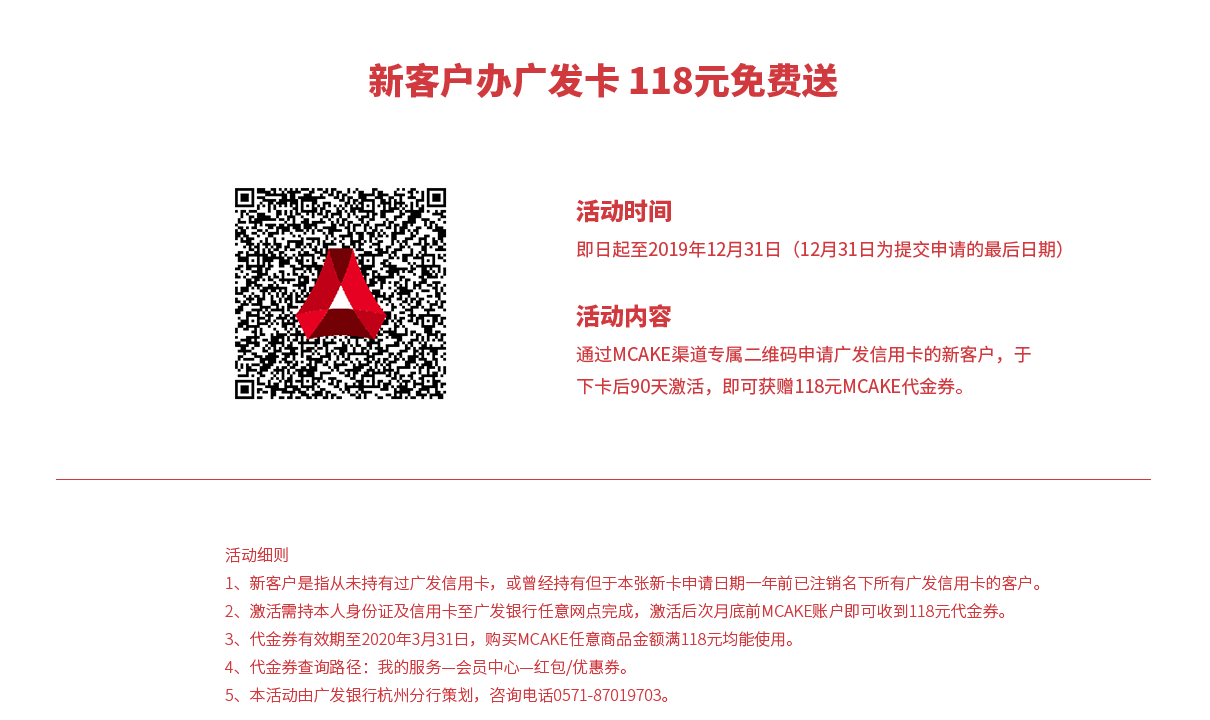 新客户办广发卡 118元免费送
活动时间
即日起至2019年12月31日（12月31日为提交申请的最后日期）
活动内容
通过MCAKE渠道专属二维码申请广发信用卡的新客户，于
下卡后90天激活，即可获赠118元MCAKE代金券。
活动细则
1、新客户是指从未持有过广发信用卡，或曾经持有但于本张新卡申请日期一年前已注销名下所有广发信用卡的客户。
2、激活需持本人身份证及信用卡至广发银行任意网点完成，激活后次月底前MCAKE账户即可收到118元代金券。
3、代金券有效期至2020年3月31日，购买MCAKE任意商品金额满118元均能使用。
4、代金券查询路径：我的服务—会员中心—红包/优惠券。
5、本活动由广发银行杭州分行策划，咨询电话0571-87019703。